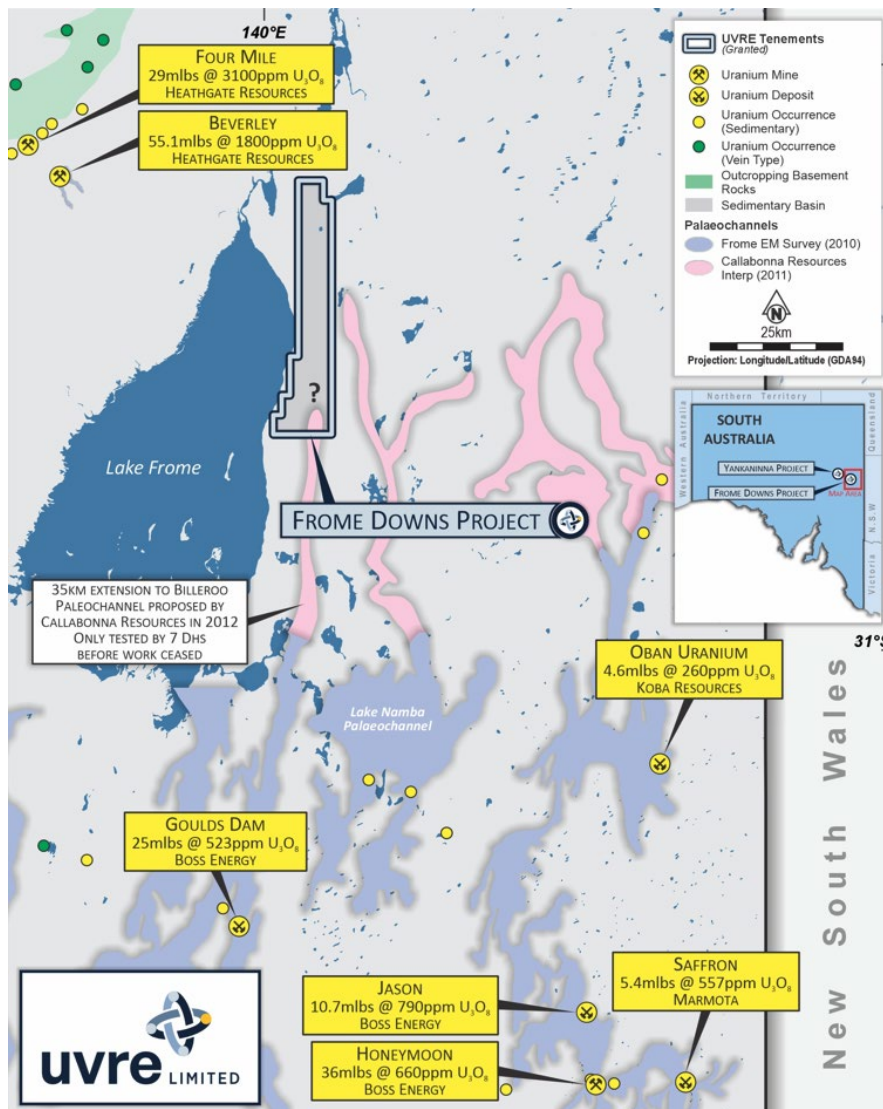 140°E
FOUR MILE
29mlbs @ 3100ppm U₃O₈
HEATHGATE RESOURCES
BEVERLEY
55.1mlbs @ 1800ppm U₃O₈
HEATHGATE RESOURCES
UVRE Tenements
(Granted)
Uranium Mine
Uranium Deposit
Uranium Occurrence
(Sedimentary)
Uranium Occurrence
(Vein Type)
Outcropping Basement
Rocks
Sedimentary Basin
Palaeochannels
Frome EM Survey (2010)
Callabonna Resources
Interp (2011)
N
25km
Projection: Longitude/Latitude (GDA94)
Northern Territory
Western Australia
SOUTH
AUSTRALIA
Queensland
YANKANINNA PROJECT
FROME DOWNS PROJECT
MAP AREA
N.S.W
Victoria
31°S
?
Lake Frome
FROME DOWNS PROJECT
35KM EXTENSION TO BILLEROO
PALEOCHANNEL PROPOSED BY
CALLABONNA RESOURCES IN 2012
ONLY TESTED BY 7 DHS
BEFORE WORK CEASED
OBAN URANIUM
4.6mlbs @ 260ppm U₃O₈
KOBA RESOURCES
Lake Namba
Palaeochannel
New South Wales
GOULDS DAM
25mlbs @ 523ppm U₃O₈
BOSS ENERGY
SAFFRON
5.4mlbs @ 557ppm U₃O₈
MARMOTA
JASON
10.7mlbs @ 790ppm U₃O₈
BOSS ENERGY
HONEYMOON
36mlbs @ 660ppm U₃O₈
BOSS ENERGY
uvre LIMITED